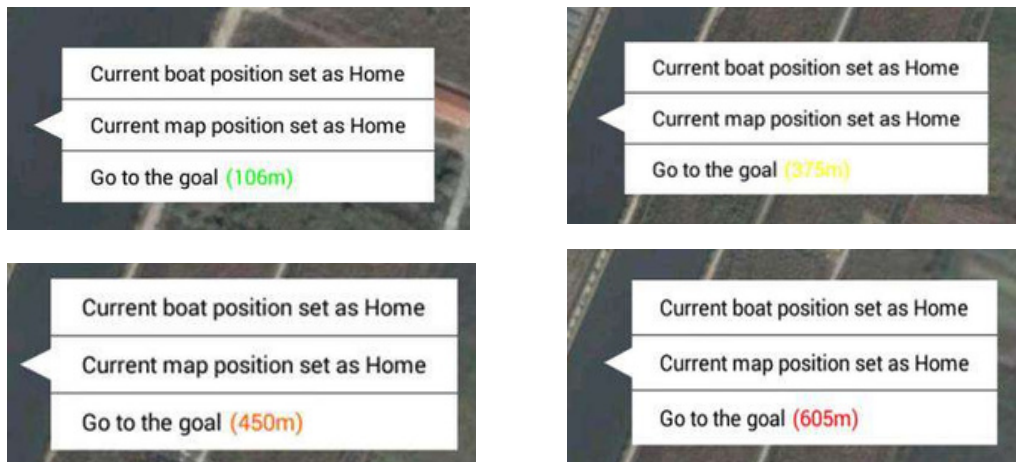 Current boat position set as Home
Current map position set as Home
Go to the goal (106m)
Current boat position set as Home
Current map position set as Home
Go to the goal (375m)
Current boat position set as Home
Current map position set as Home
Go to the goal (450m)
Current boat position set as Home
Current map position set as Home
Go to the goal (605m)